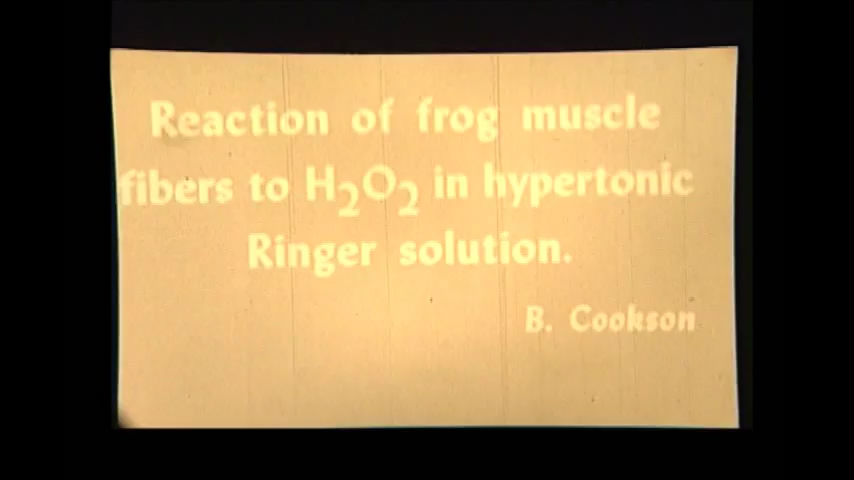 Reaction of frog muscle
fibers to H₂O₂ in hypertonic
Ringer solution.
B. Cookson